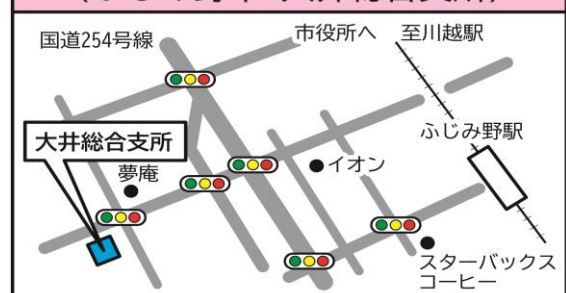 国道254号線
市役所へ
至川越駅
ふじみ野駅
大井総合支所
夢庵
イオン
スターバックス
コーヒー